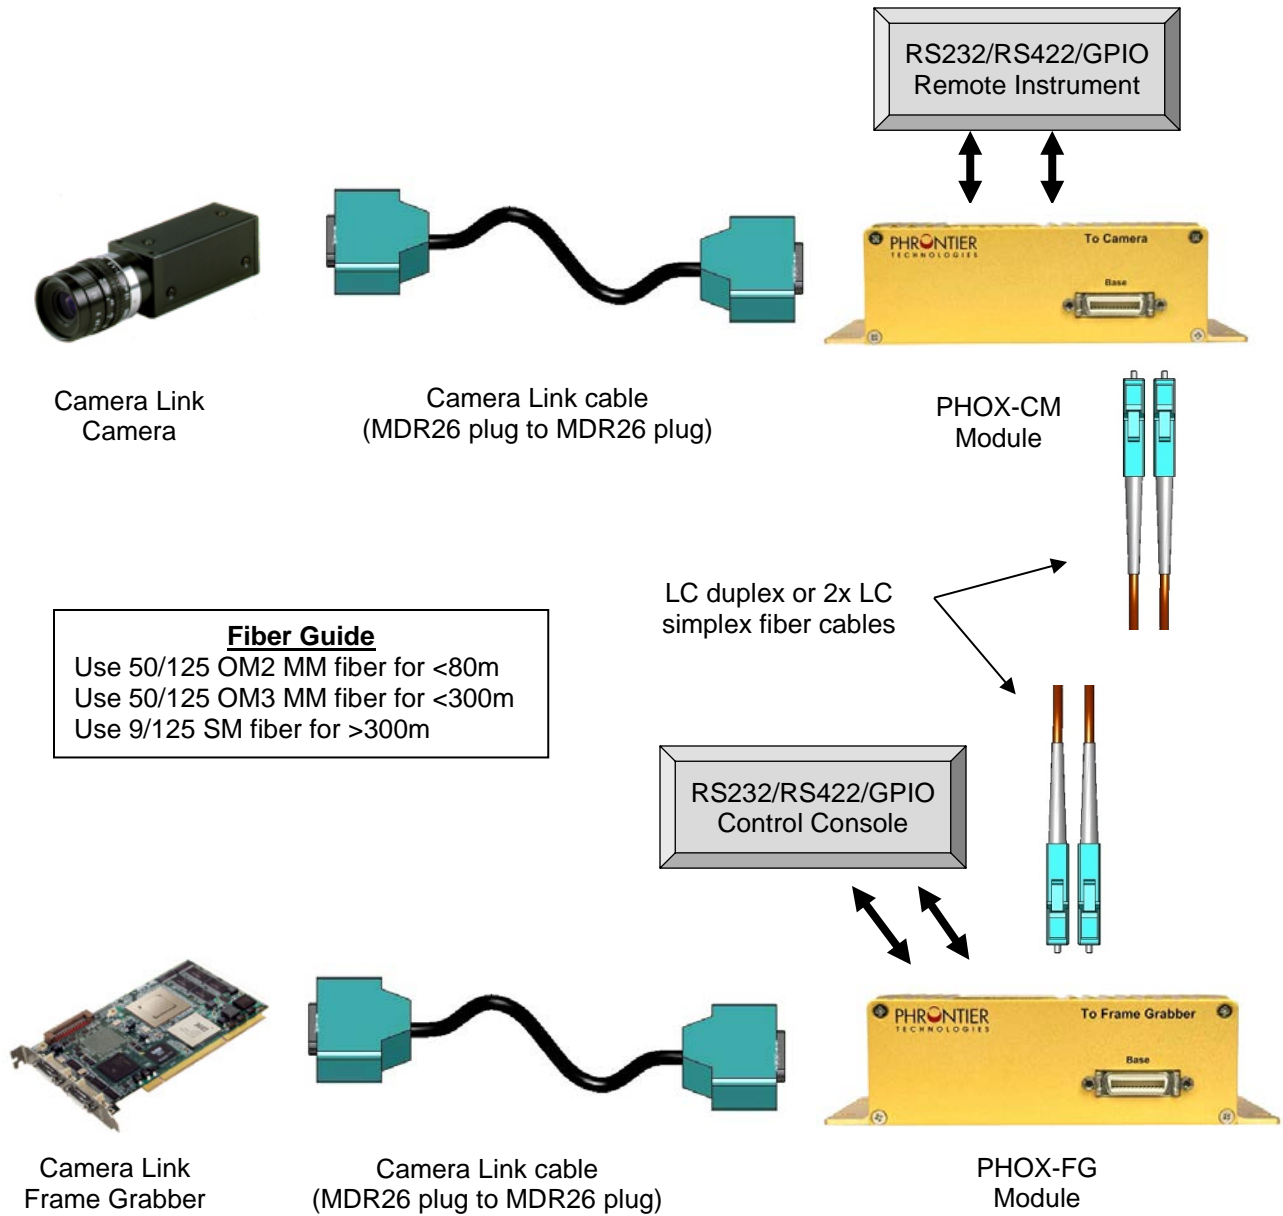 RS232/RS422/GPIO
Remote Instrument
PHRONTIER
TECHNOLOGIES
To Camera
Base
Camera Link
Camera
Camera Link cable
(MDR26 plug to MDR26 plug)
PHOX-CM
Module
LC duplex or 2x LC
simplex fiber cables
Fiber Guide
Use 50/125 OM2 MM fiber for <80m
Use 50/125 OM3 MM fiber for <300m
Use 9/125 SM fiber for >300m
RS232/RS422/GPIO
Control Console
PHRONTIER
TECHNOLOGIES
To Frame Grabber
Base
Camera Link
Frame Grabber
Camera Link cable
(MDR26 plug to MDR26 plug)
PHOX-FG
Module